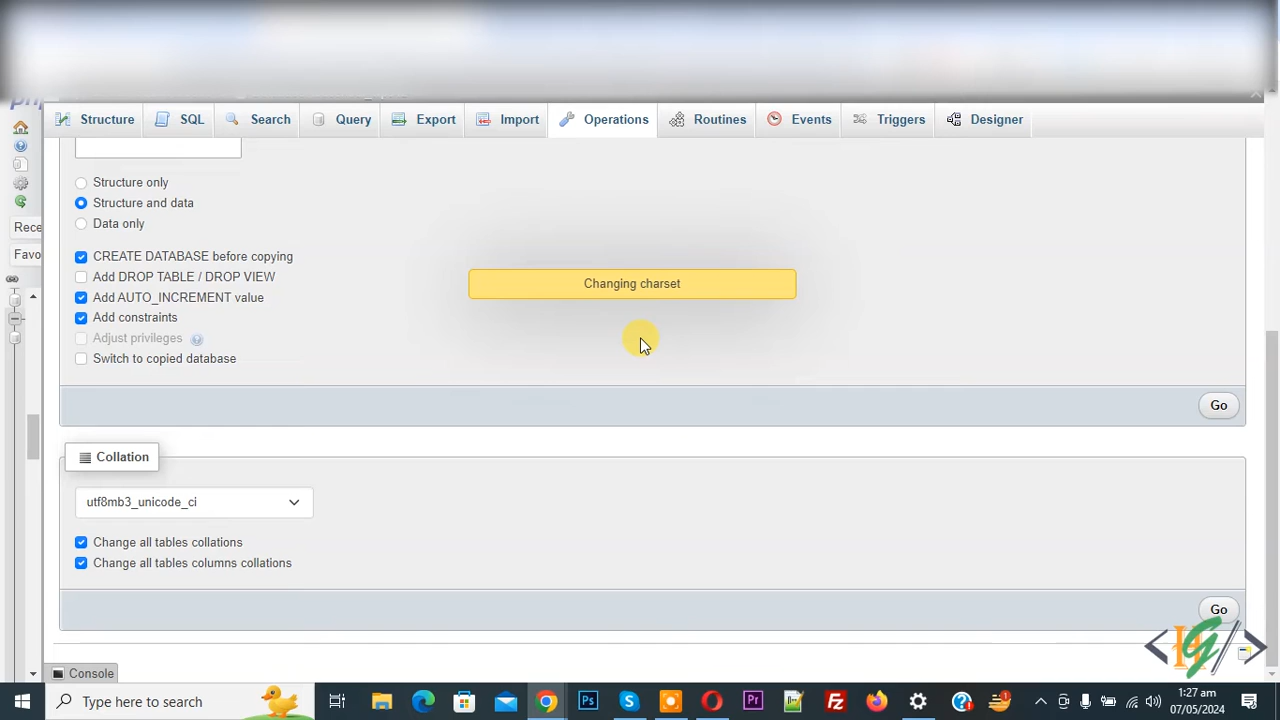 Structure SQL Search Query Export Import Operations Routines Events Triggers Designer
Structure only
Structure and data
Data only
Rece
CREATE DATABASE before copying
Favo
Add DROP TABLE / DROP VIEW
Add AUTO_INCREMENT value
Changing charset
Add constraints
Adjust privileges
Switch to copied database
Go
Collation
utf8mb3_unicode_ci
Change all tables collations
Change all tables columns collations
Go
Console
Type here to search
1:27 am
07/05/2024